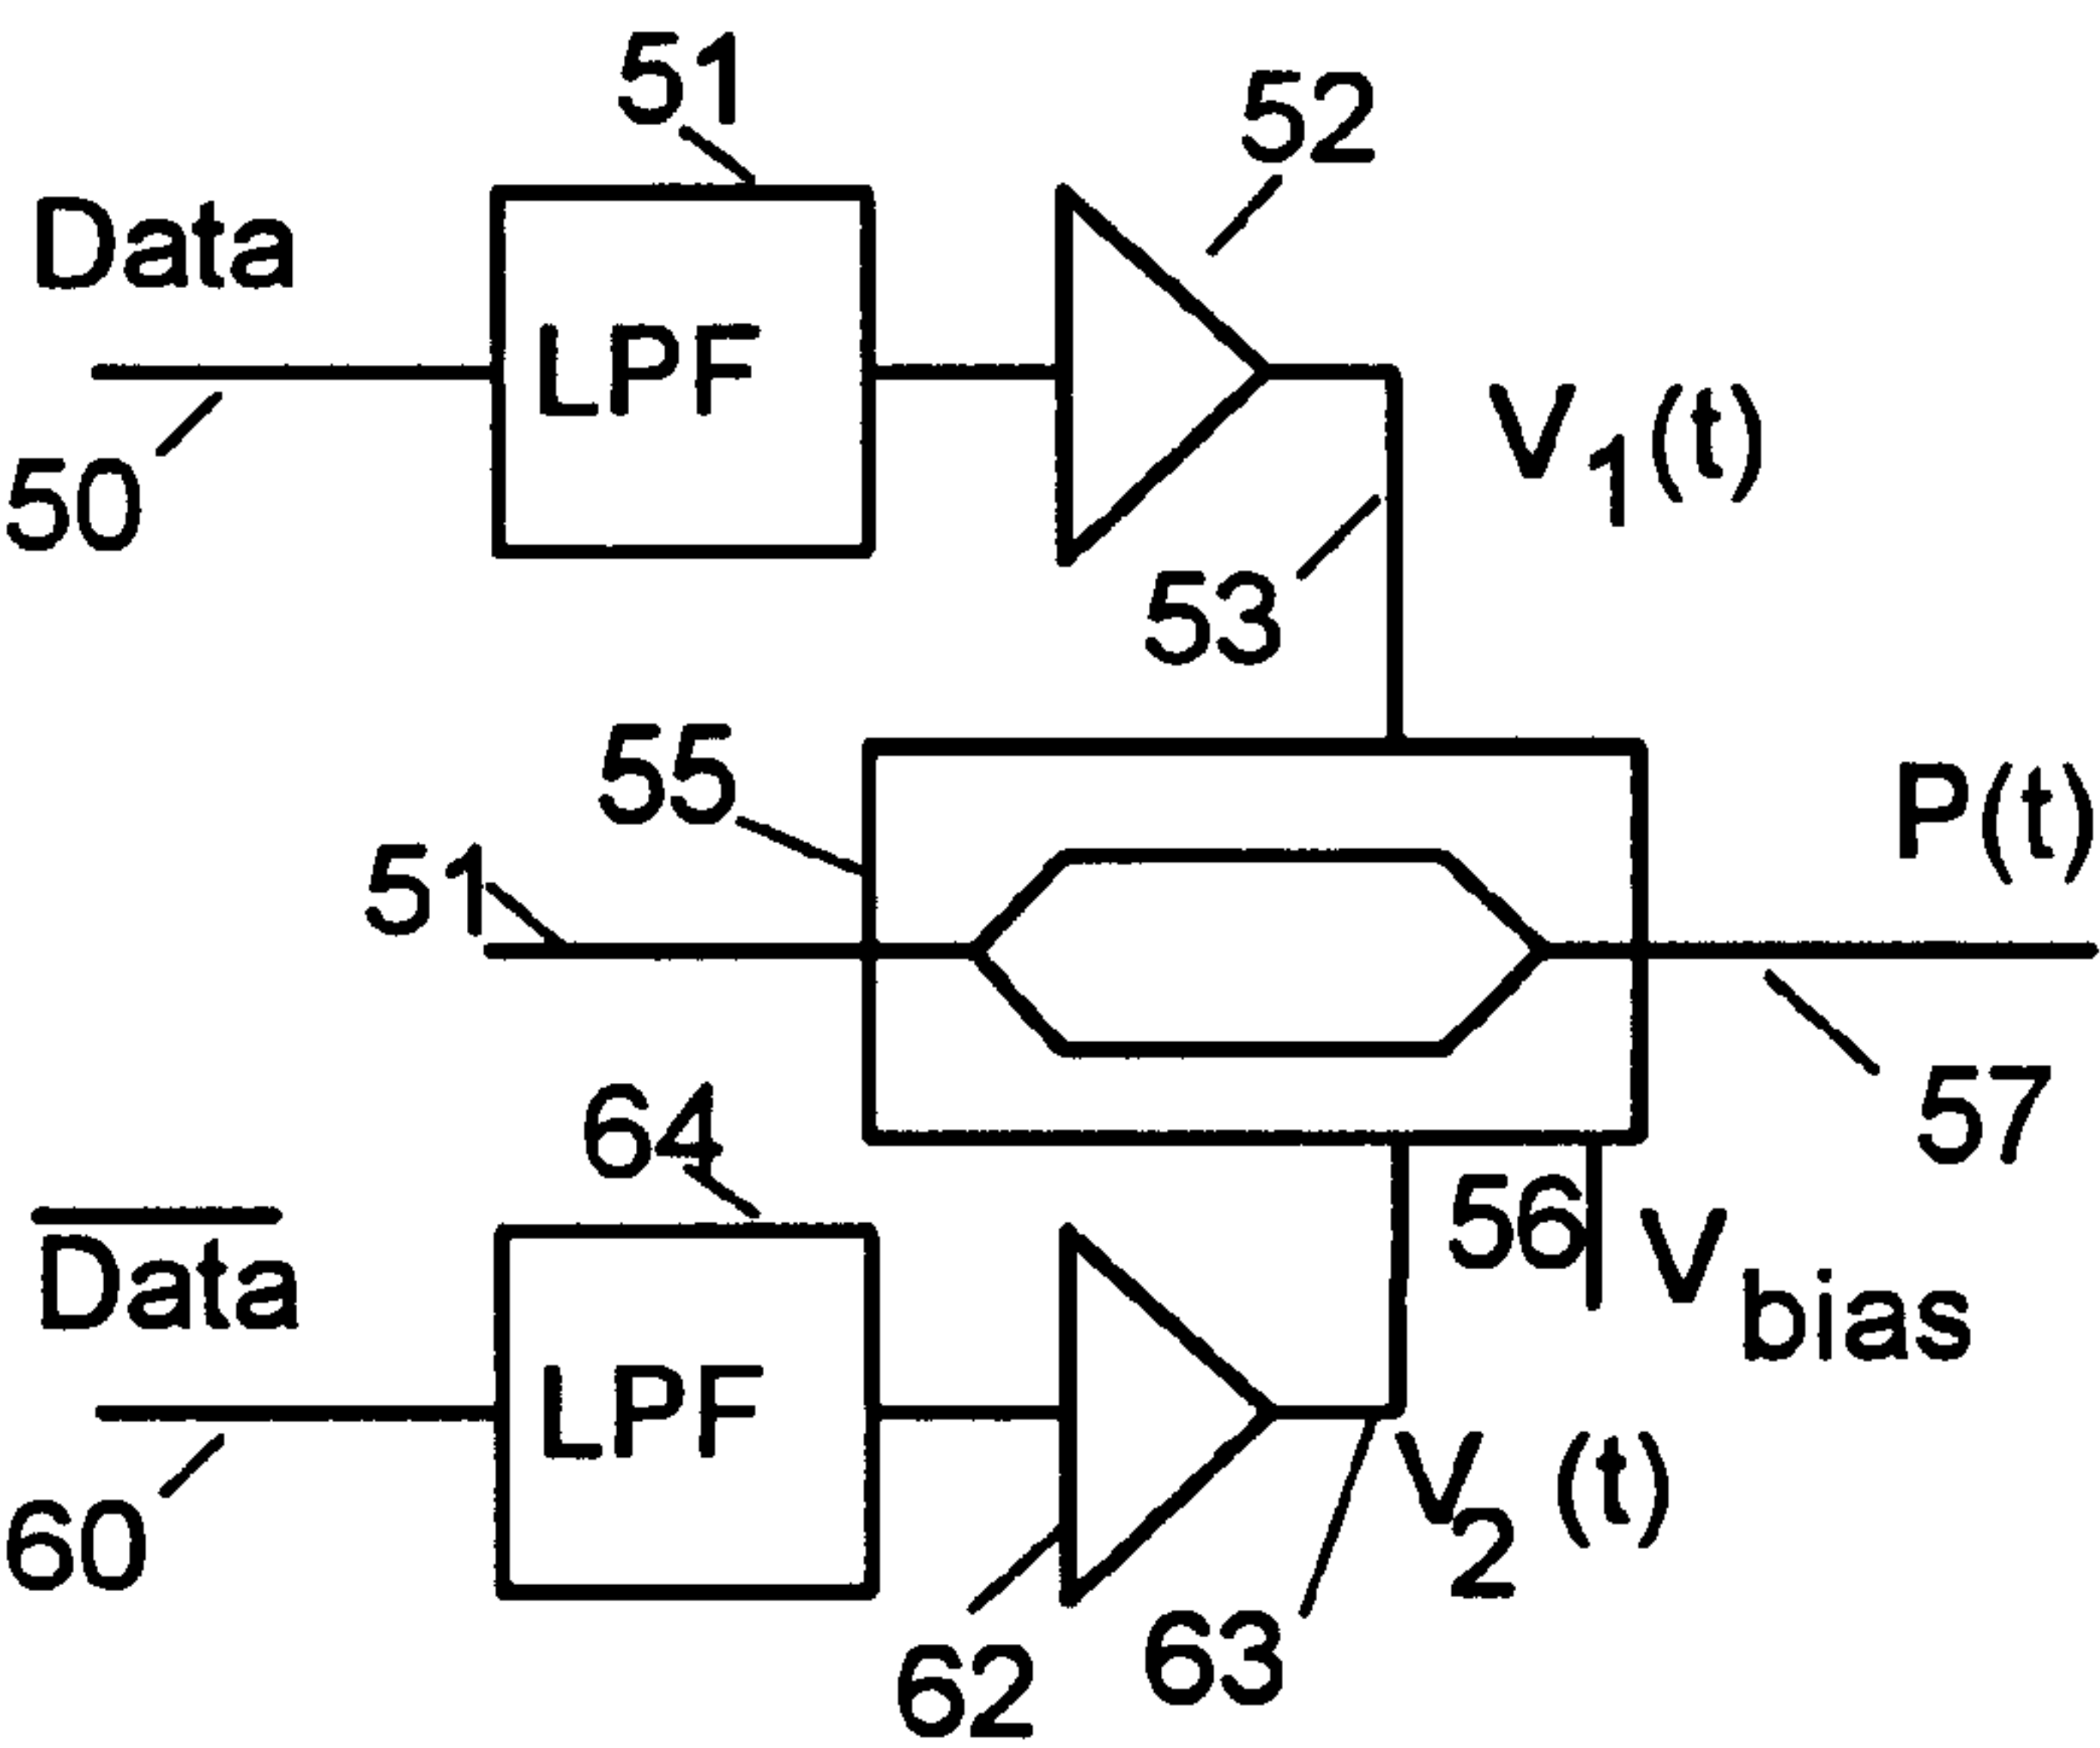 51
52
Data
LPF
V1(t)
50
53
55
P(t)
51
57
64
56
Vbias
Data
LPF
V2 (t)
60
62
63